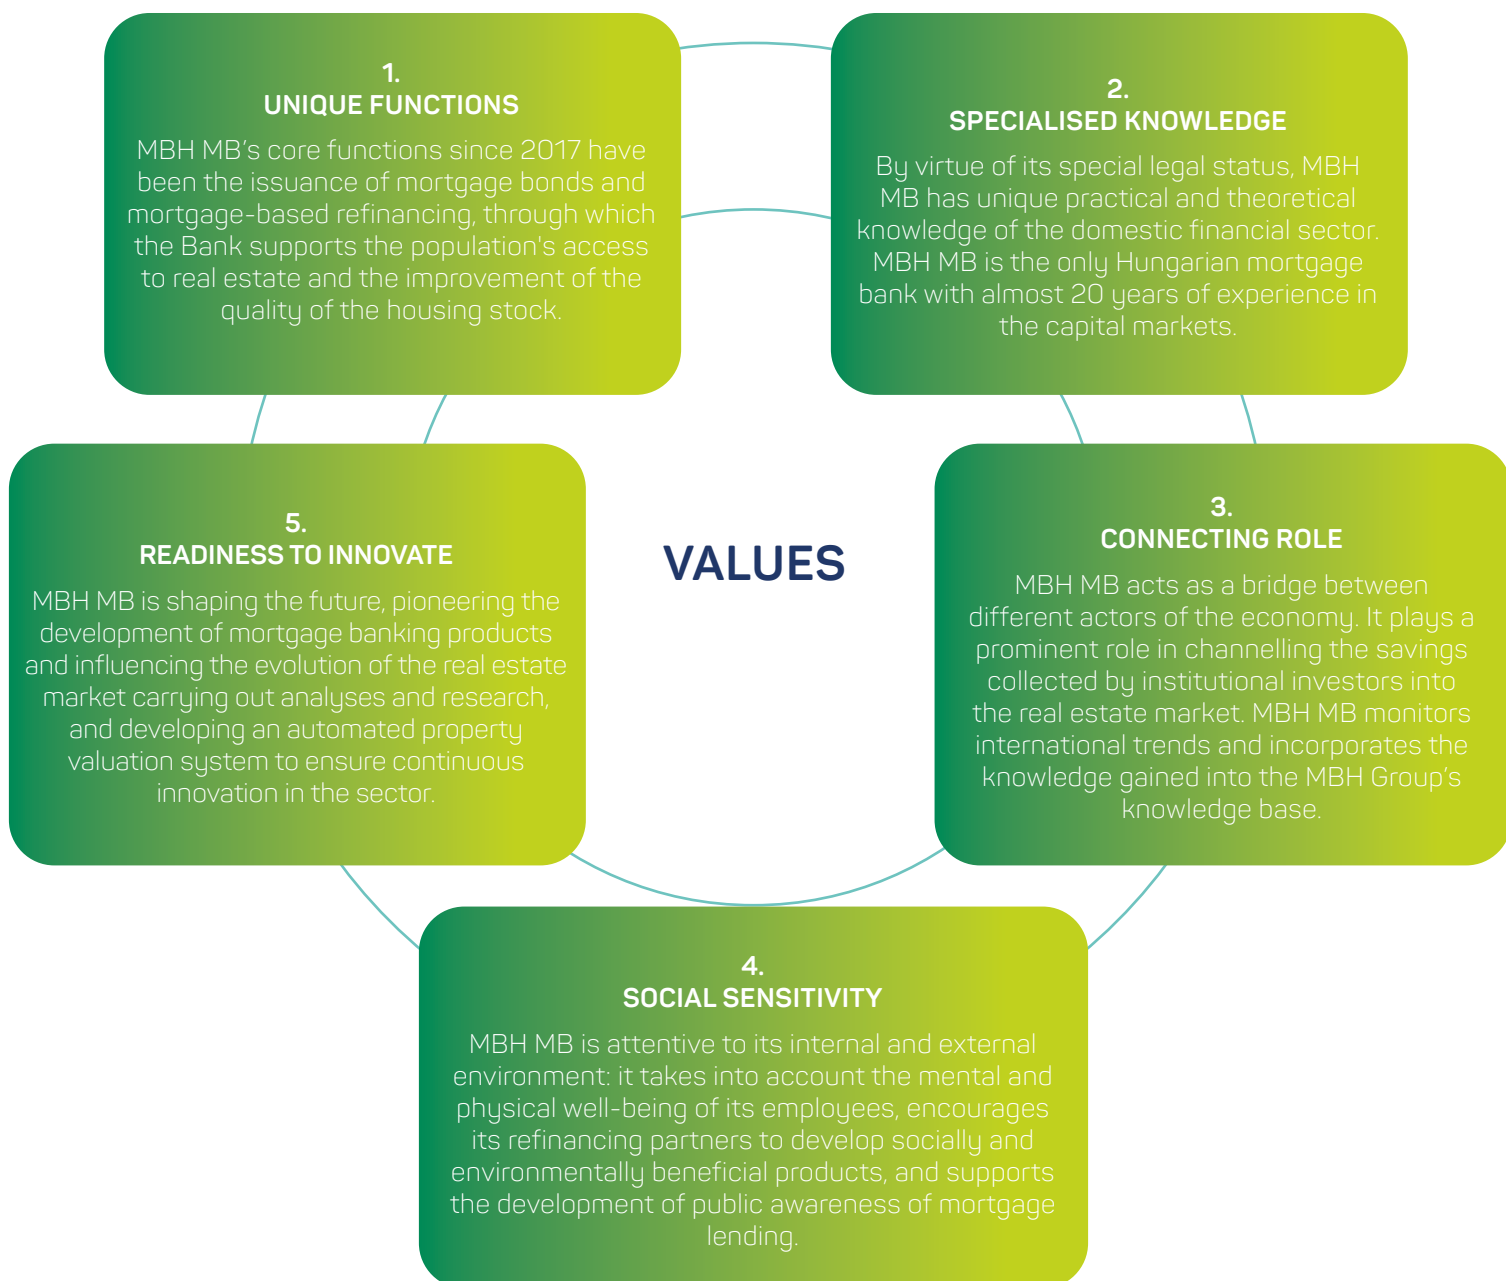 1.
UNIQUE FUNCTIONS
MBH MB’s core functions since 2017 have
been the issuance of mortgage bonds and
mortgage-based refinancing, through which
the Bank supports the population's access
to real estate and the improvement of the
quality of the housing stock.
2.
SPECIALISED KNOWLEDGE
By virtue of its special legal status, MBH
MB has unique practical and theoretical
knowledge of the domestic financial sector.
MBH MB is the only Hungarian mortgage
bank with almost 20 years of experience in
the capital markets.
VALUES
3.
CONNECTING ROLE
MBH MB acts as a bridge between
different actors of the economy. It plays a
prominent role in channelling the savings
collected by institutional investors into
the real estate market. MBH MB monitors
international trends and incorporates the
knowledge gained into the MBH Group’s
knowledge base.
4.
SOCIAL SENSITIVITY
MBH MB is attentive to its internal and external
environment: it takes into account the mental and
physical well-being of its employees, encourages
its refinancing partners to develop socially and
environmentally beneficial products, and supports
the development of public awareness of mortgage
lending.
5.
READINESS TO INNOVATE
MBH MB is shaping the future, pioneering the
development of mortgage banking products
and influencing the evolution of the real estate
market carrying out analyses and research,
and developing an automated property
valuation system to ensure continuous
innovation in the sector.